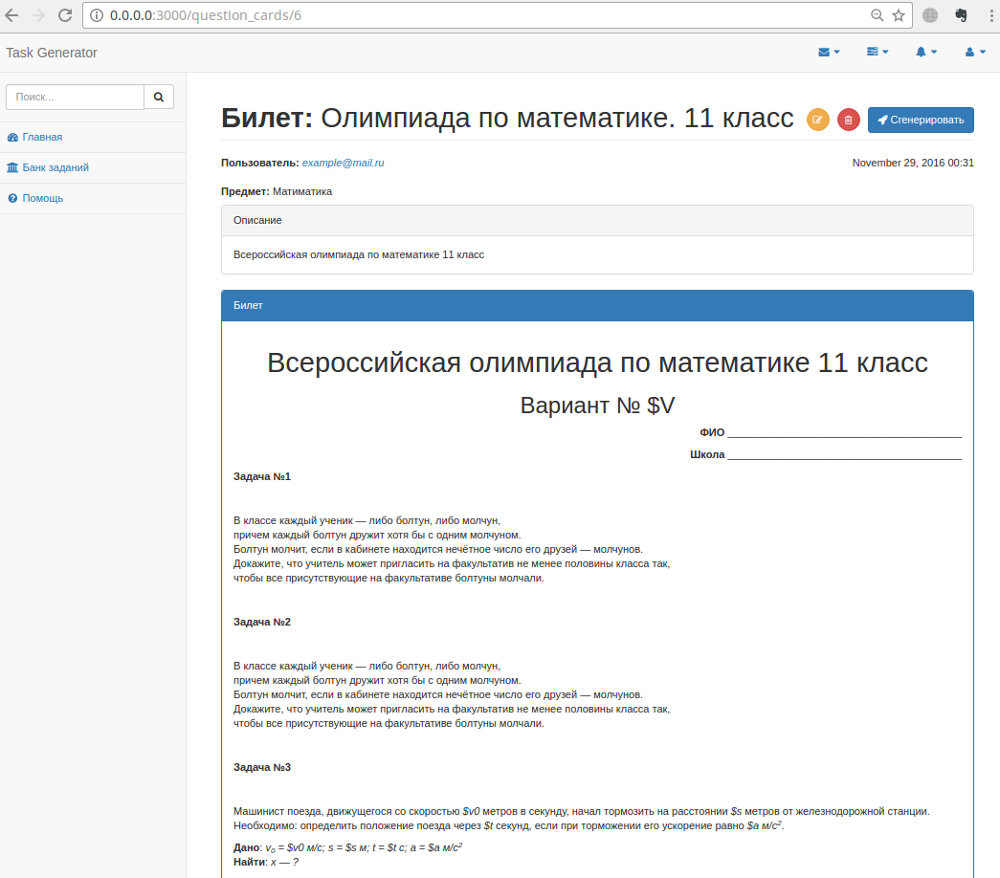 0.0.0.0:3000/question_cards/6
Task Generator
Поиск...
Главная
Банк заданий
Помощь
Билет: Олимпиада по математике. 11 класс
Сгенерировать
Пользователь: example@mail.ru
November 29, 2016 00:31
Предмет: Матиматика
Описание
Всероссийская олимпиада по математике 11 класс
Билет
Всероссийская олимпиада по математике 11 класс
Вариант № $V
ФИО ________________________________________
Школа ________________________________________
Задача №1
В классе каждый ученик — либо болтун, либо молчун,
причем каждый болтун дружит хотя бы с одним молчуном.
Болтун молчит, если в кабинете находится нечётное число его друзей — молчунов.
Докажите, что учитель может пригласить на факультатив не менее половины класса так,
чтобы все присутствующие на факультативе болтуны молчали.
Задача №2
В классе каждый ученик — либо болтун, либо молчун,
причем каждый болтун дружит хотя бы с одним молчуном.
Болтун молчит, если в кабинете находится нечётное число его друзей — молчунов.
Докажите, что учитель может пригласить на факультатив не менее половины класса так,
чтобы все присутствующие на факультативе болтуны молчали.
Задача №3
Машинист поезда, движущегося со скоростью $v0 метров в секунду, начал тормозить на расстоянии $s метров от железнодорожной станции.
Необходимо: определить положение поезда через $t секунд, если при торможении его ускорение равно $a м/с².
Дано: v₀ = $v0 м/с; s = $s м; t = $t с; a = $a м/с²
Найти: x — ?